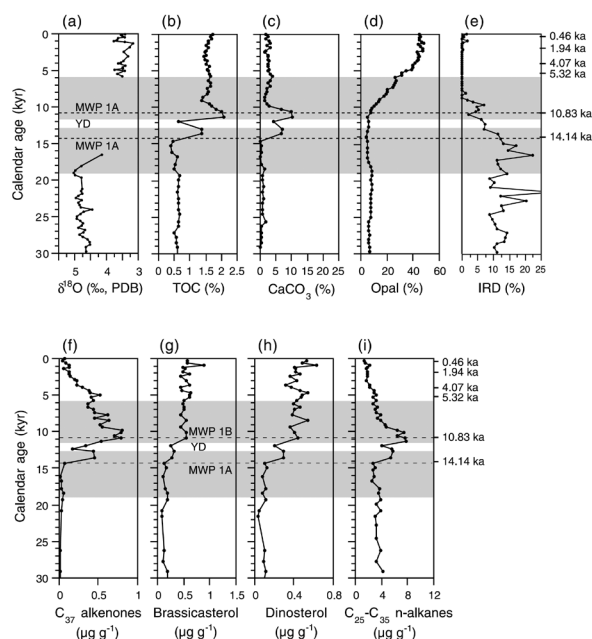 (a) (b) (c) (d) (e)
0
5
10
15
20
25
30
Calendar age (kyr)
MWP 1A
YD
MWP 1A
0.46 ka
1.94 ka
4.07 ka
5.32 ka
10.83 ka
14.14 ka
5 4 3
0 0.5 1 1.5 2 2.5
0 5 10 15 20
0 20 40 60
0 5 10 15 20 25
δ18O (‰, PDB) TOC (%) CaCO3 (%) Opal (%) IRD (%)
(f) (g) (h) (i)
0
5
10
15
20
25
30
Calendar age (kyr)
MWP 1B
YD
MWP 1A
0.46 ka
1.94 ka
4.07 ka
5.32 ka
10.83 ka
14.14 ka
0 0.5 1
0 0.5 1 1.5
0 0.4 0.8
0 4 8 12
C37 alkenones Brassicasterol Dinosterol C25-C35 n-alkanes
(µg g-1) (µg g-1) (µg g-1) (µg g-1)